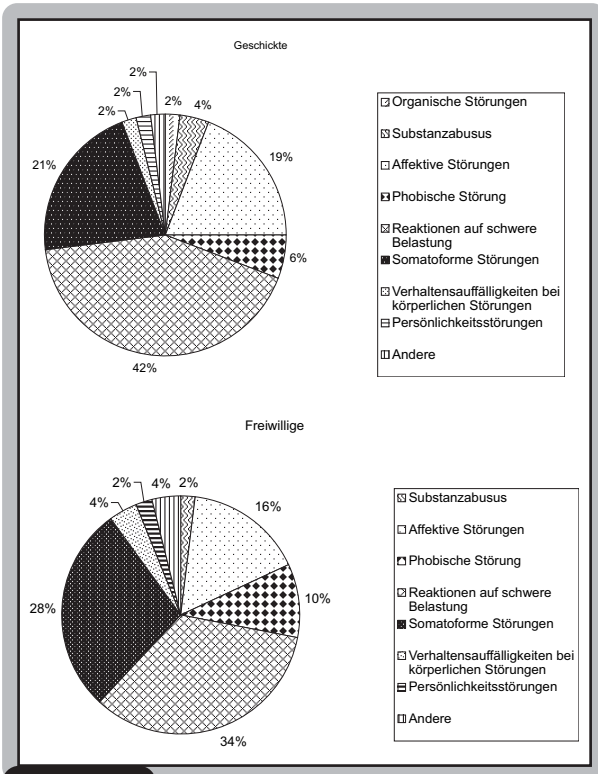 Geschickte
2%
2%
2%
2%
4%
19%
21%
6%
42%
Organische Störungen
Substanzabusus
Affektive Störungen
Phobische Störung
Reaktionen auf schwere
Belastung
Somatoforme Störungen
Verhaltensauffälligkeiten bei
körperlichen Störungen
Persönlichkeitsstörungen
Andere
Freiwillige
2%
4%
2%
4%
16%
10%
28%
34%
Substanzabusus
Affektive Störungen
Phobische Störung
Reaktionen auf schwere
Belastung
Somatoforme Störungen
Verhaltensauffälligkeiten bei
körperlichen Störungen
Persönlichkeitsstörungen
Andere